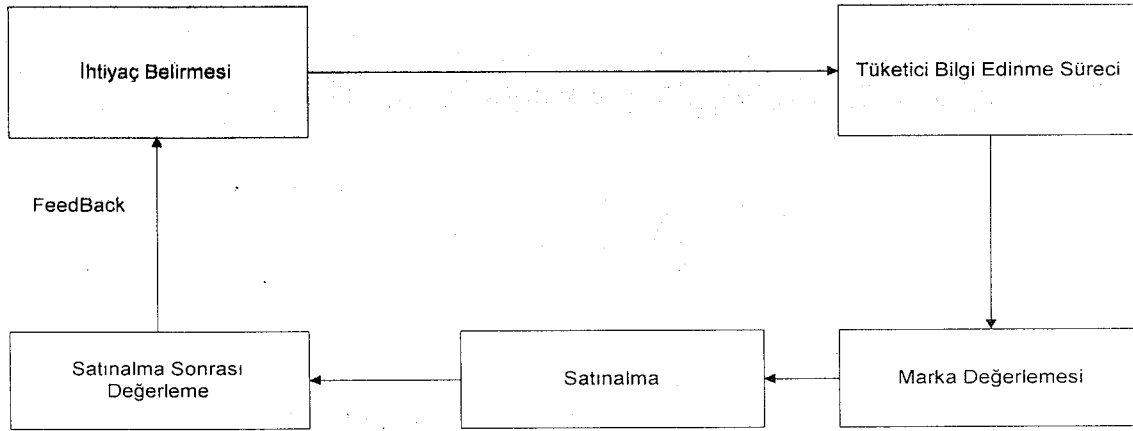 İhtiyaç Belirmesi
Tüketici Bilgi Edinme Süreci
FeedBack
Satınalma Sonrası
Değerleme
Satınalma
Marka Değerlemesi